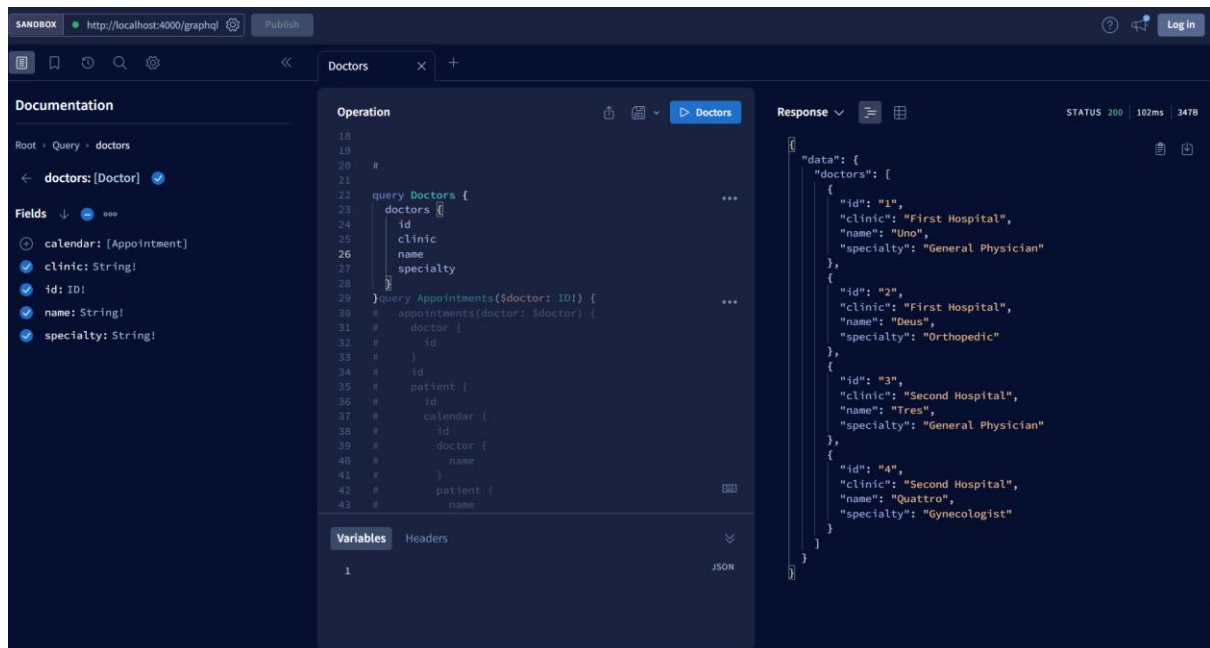 SANDBOX http://localhost:4000/graphql Publish Log in
Doctors
Documentation
Root › Query › doctors
doctors: [Doctor]
Fields
calendar: [Appointment]
clinic: String!
id: ID!
name: String!
specialty: String!
Operation
Doctors
18
19
20 #
21
22 query Doctors {
23 doctors {
24 id
25 clinic
26 name
27 specialty
28 }
29 }query Appointments($doctor: ID!) {
30 # appointments(doctor: $doctor) {
31 # doctor {
32 # id
33 # }
34 # id
35 # patient {
36 # id
37 # calendar {
38 # id
39 # doctor {
40 # name
41 # }
42 # patient {
43 # name
Variables Headers
1 JSON
Response STATUS 200 102ms 347B
{
"data": {
"doctors": [
{
"id": "1",
"clinic": "First Hospital",
"name": "Uno",
"specialty": "General Physician"
},
{
"id": "2",
"clinic": "First Hospital",
"name": "Deus",
"specialty": "Orthopedic"
},
{
"id": "3",
"clinic": "Second Hospital",
"name": "Tres",
"specialty": "General Physician"
},
{
"id": "4",
"clinic": "Second Hospital",
"name": "Quattro",
"specialty": "Gynecologist"
}
]
}
}